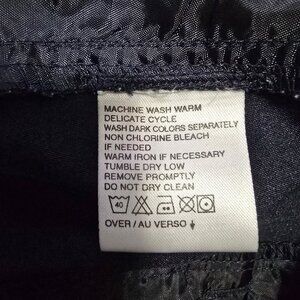 MACHINE WASH WARM
DELICATE CYCLE
WASH DARK COLORS SEPARATELY
NON CHLORINE BLEACH
IF NEEDED
WARM IRON IF NECESSARY
TUMBLE DRY LOW
REMOVE PROMPTLY
DO NOT DRY CLEAN
40
OVER / AU VERSO